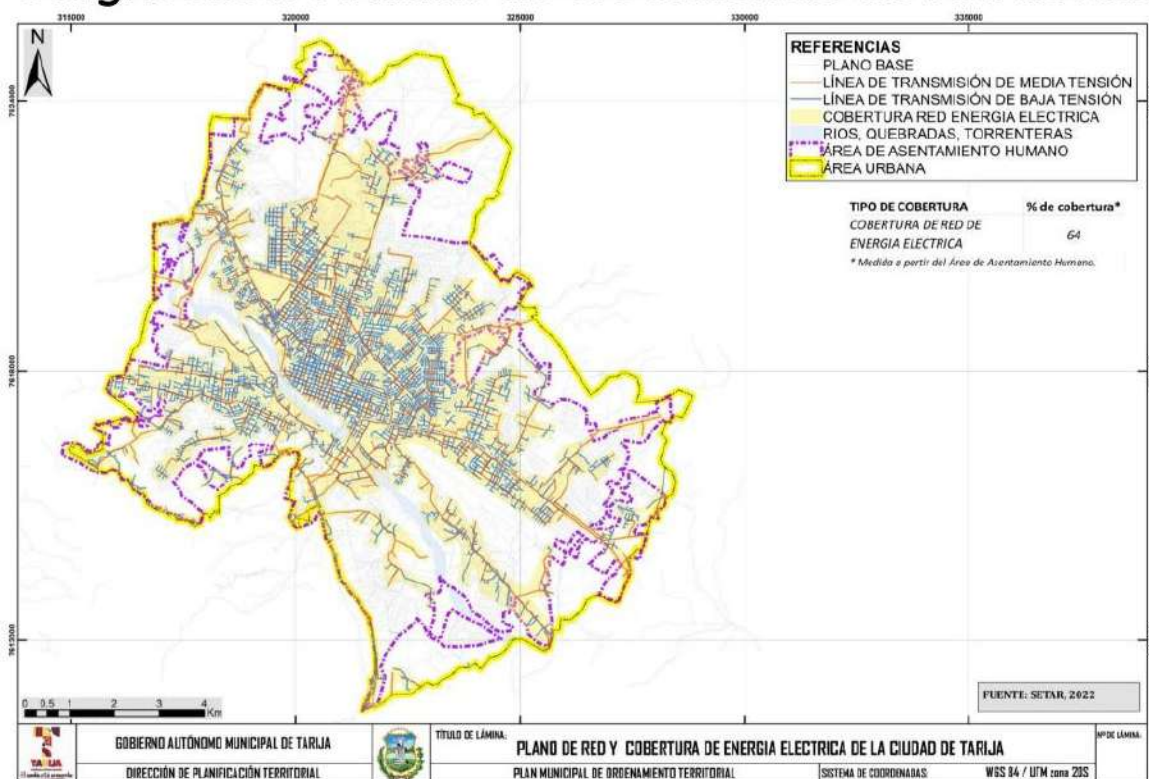 315000 320000 325000 330000 335000
N
REFERENCIAS
PLANO BASE
LÍNEA DE TRANSMISIÓN DE MEDIA TENSIÓN
LÍNEA DE TRANSMISIÓN DE BAJA TENSIÓN
COBERTURA RED ENERGIA ELECTRICA
RIOS, QUEBRADAS, TORRENTERAS
ÁREA DE ASENTAMIENTO HUMANO
ÁREA URBANA
TIPO DE COBERTURA % de cobertura*
COBERTURA DE RED DE
ENERGIA ELECTRICA
64
* Medida a partir del Área de Asentamiento Humano.
7618000
7613000
0 0.5 1 2 3 4
Km
FUENTE: SETAR, 2022
TARIJA
GOBIERNO AUTÓNOMO MUNICIPAL DE TARIJA
DIRECCIÓN DE PLANIFICACIÓN TERRITORIAL
TÍTULO DE LÁMINA:
PLANO DE RED Y COBERTURA DE ENERGIA ELECTRICA DE LA CIUDAD DE TARIJA
PLAN MUNICIPAL DE ORDENAMIENTO TERRITORIAL
SISTEMA DE COORDENADAS
WGS 84 / UTM zona 20S
Nº DE LÁMINA: